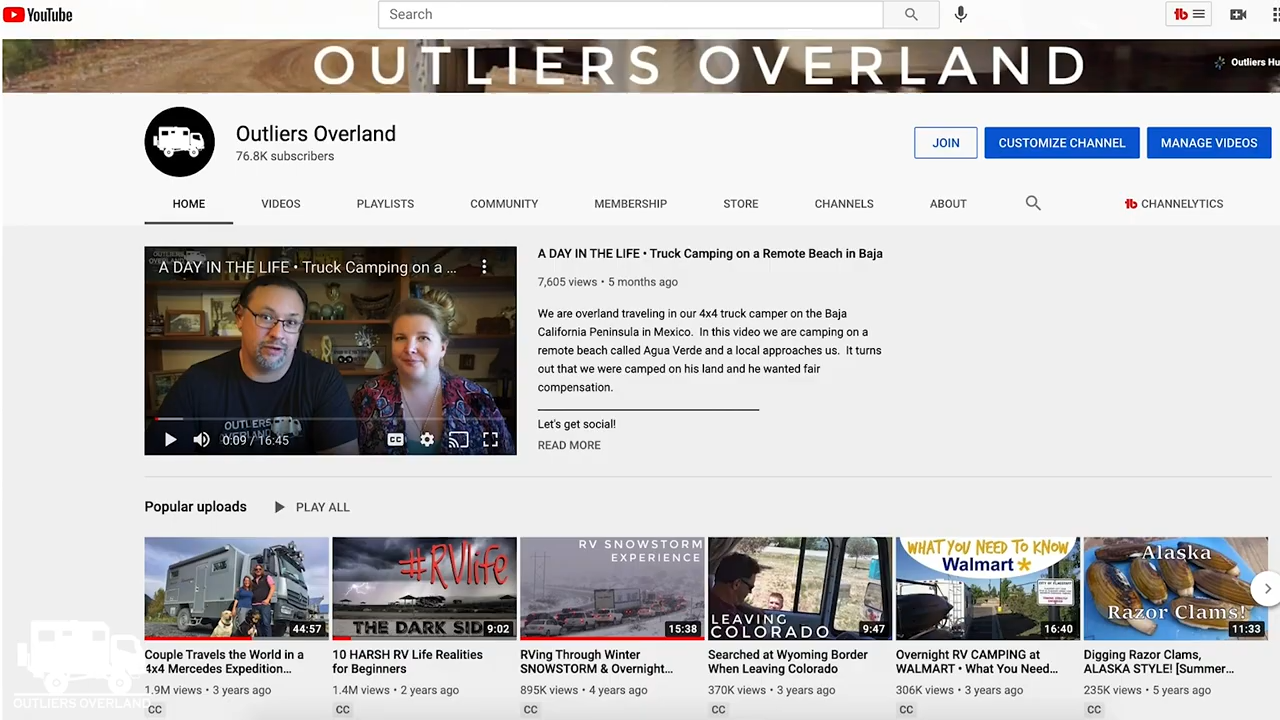 YouTube
Search
OUTLIERS OVERLAND
Outliers Hu
Outliers Overland
76.8K subscribers
JOIN
CUSTOMIZE CHANNEL
MANAGE VIDEOS
HOME
VIDEOS
PLAYLISTS
COMMUNITY
MEMBERSHIP
STORE
CHANNELS
ABOUT
CHANNELYTICS
A DAY IN THE LIFE • Truck Camping on a ...
OUTLIERS
OVERLAND
CC
0:09 / 16:45
A DAY IN THE LIFE • Truck Camping on a Remote Beach in Baja
7,605 views • 5 months ago
We are overland traveling in our 4x4 truck camper on the Baja
California Peninsula in Mexico. In this video we are camping on a
remote beach called Agua Verde and a local approaches us. It turns
out that we were camped on his land and he wanted fair
compensation.
Let's get social!
READ MORE
Popular uploads
PLAY ALL
44:57
#RVlife
THE DARK SID
9:02
RV SNOWSTORM
EXPERIENCE
15:38
LEAVING
COLORADO
9:47
WHAT YOU NEED TO KNOW
Walmart
16:40
Alaska
Razor Clams!
11:33
Couple Travels the World in a
4x4 Mercedes Expedition...
1.9M views • 3 years ago
CC
10 HARSH RV Life Realities
for Beginners
1.4M views • 2 years ago
CC
RVing Through Winter
SNOWSTORM & Overnight...
895K views • 4 years ago
CC
Searched at Wyoming Border
When Leaving Colorado
370K views • 3 years ago
CC
Overnight RV CAMPING at
WALMART • What You Need...
306K views • 3 years ago
CC
Digging Razor Clams,
ALASKA STYLE! [Summer...
235K views • 5 years ago
CC
OUTLIERS OVERLAND